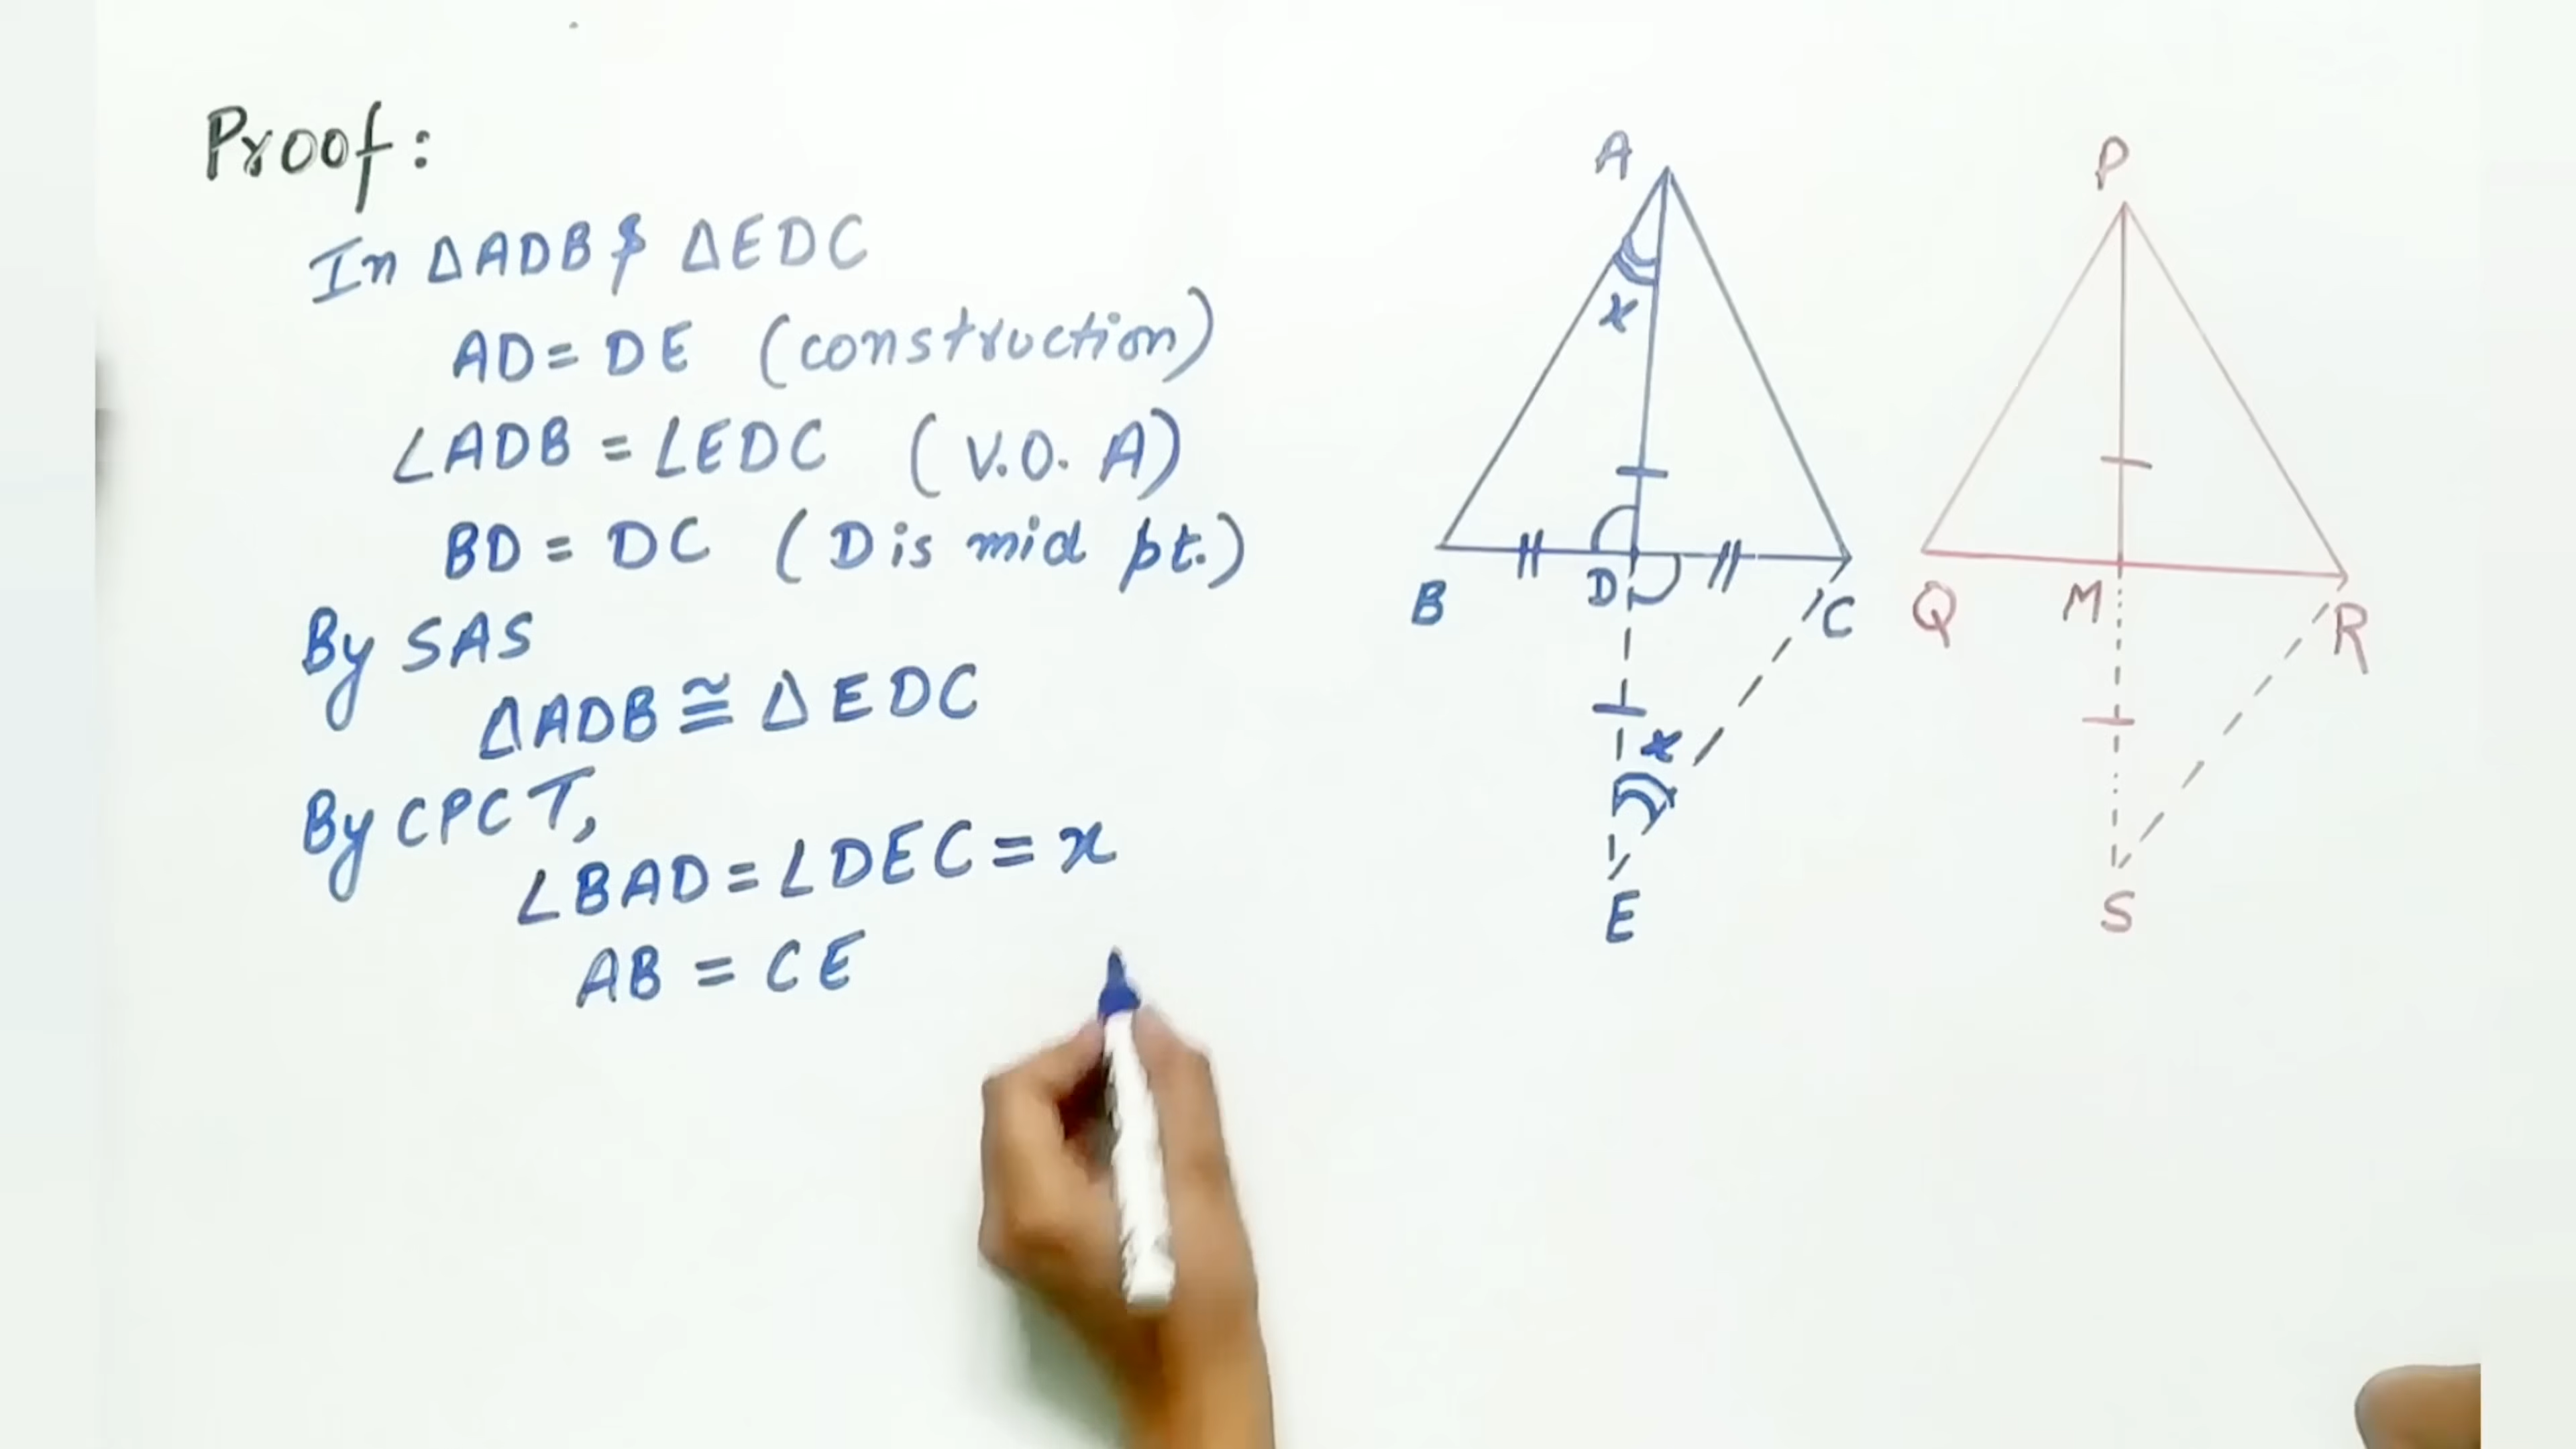 Proof:
In ΔADB & ΔEDC
AD = DE (construction)
∠ADB = ∠EDC (V.O. A)
BD = DC (D is mid pt.)
By SAS
ΔADB ≅ ΔEDC
By CPCT,
∠BAD = ∠DEC = x
AB = CE
A
x
B
D
C
x
E
P
Q
M
R
S